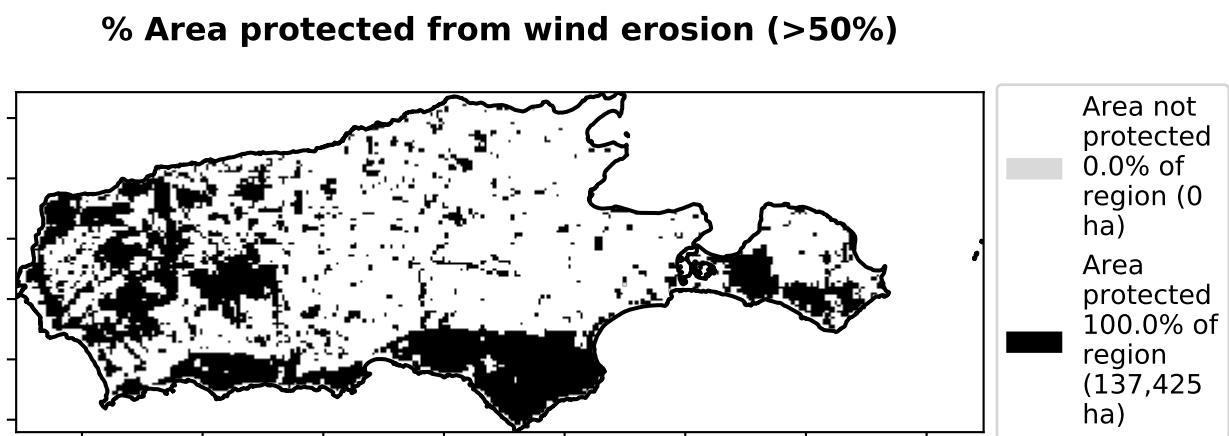 % Area protected from wind erosion (>50%)
Area not
protected
0.0% of
region (0
ha)
Area
protected
100.0% of
region
(137,425
ha)